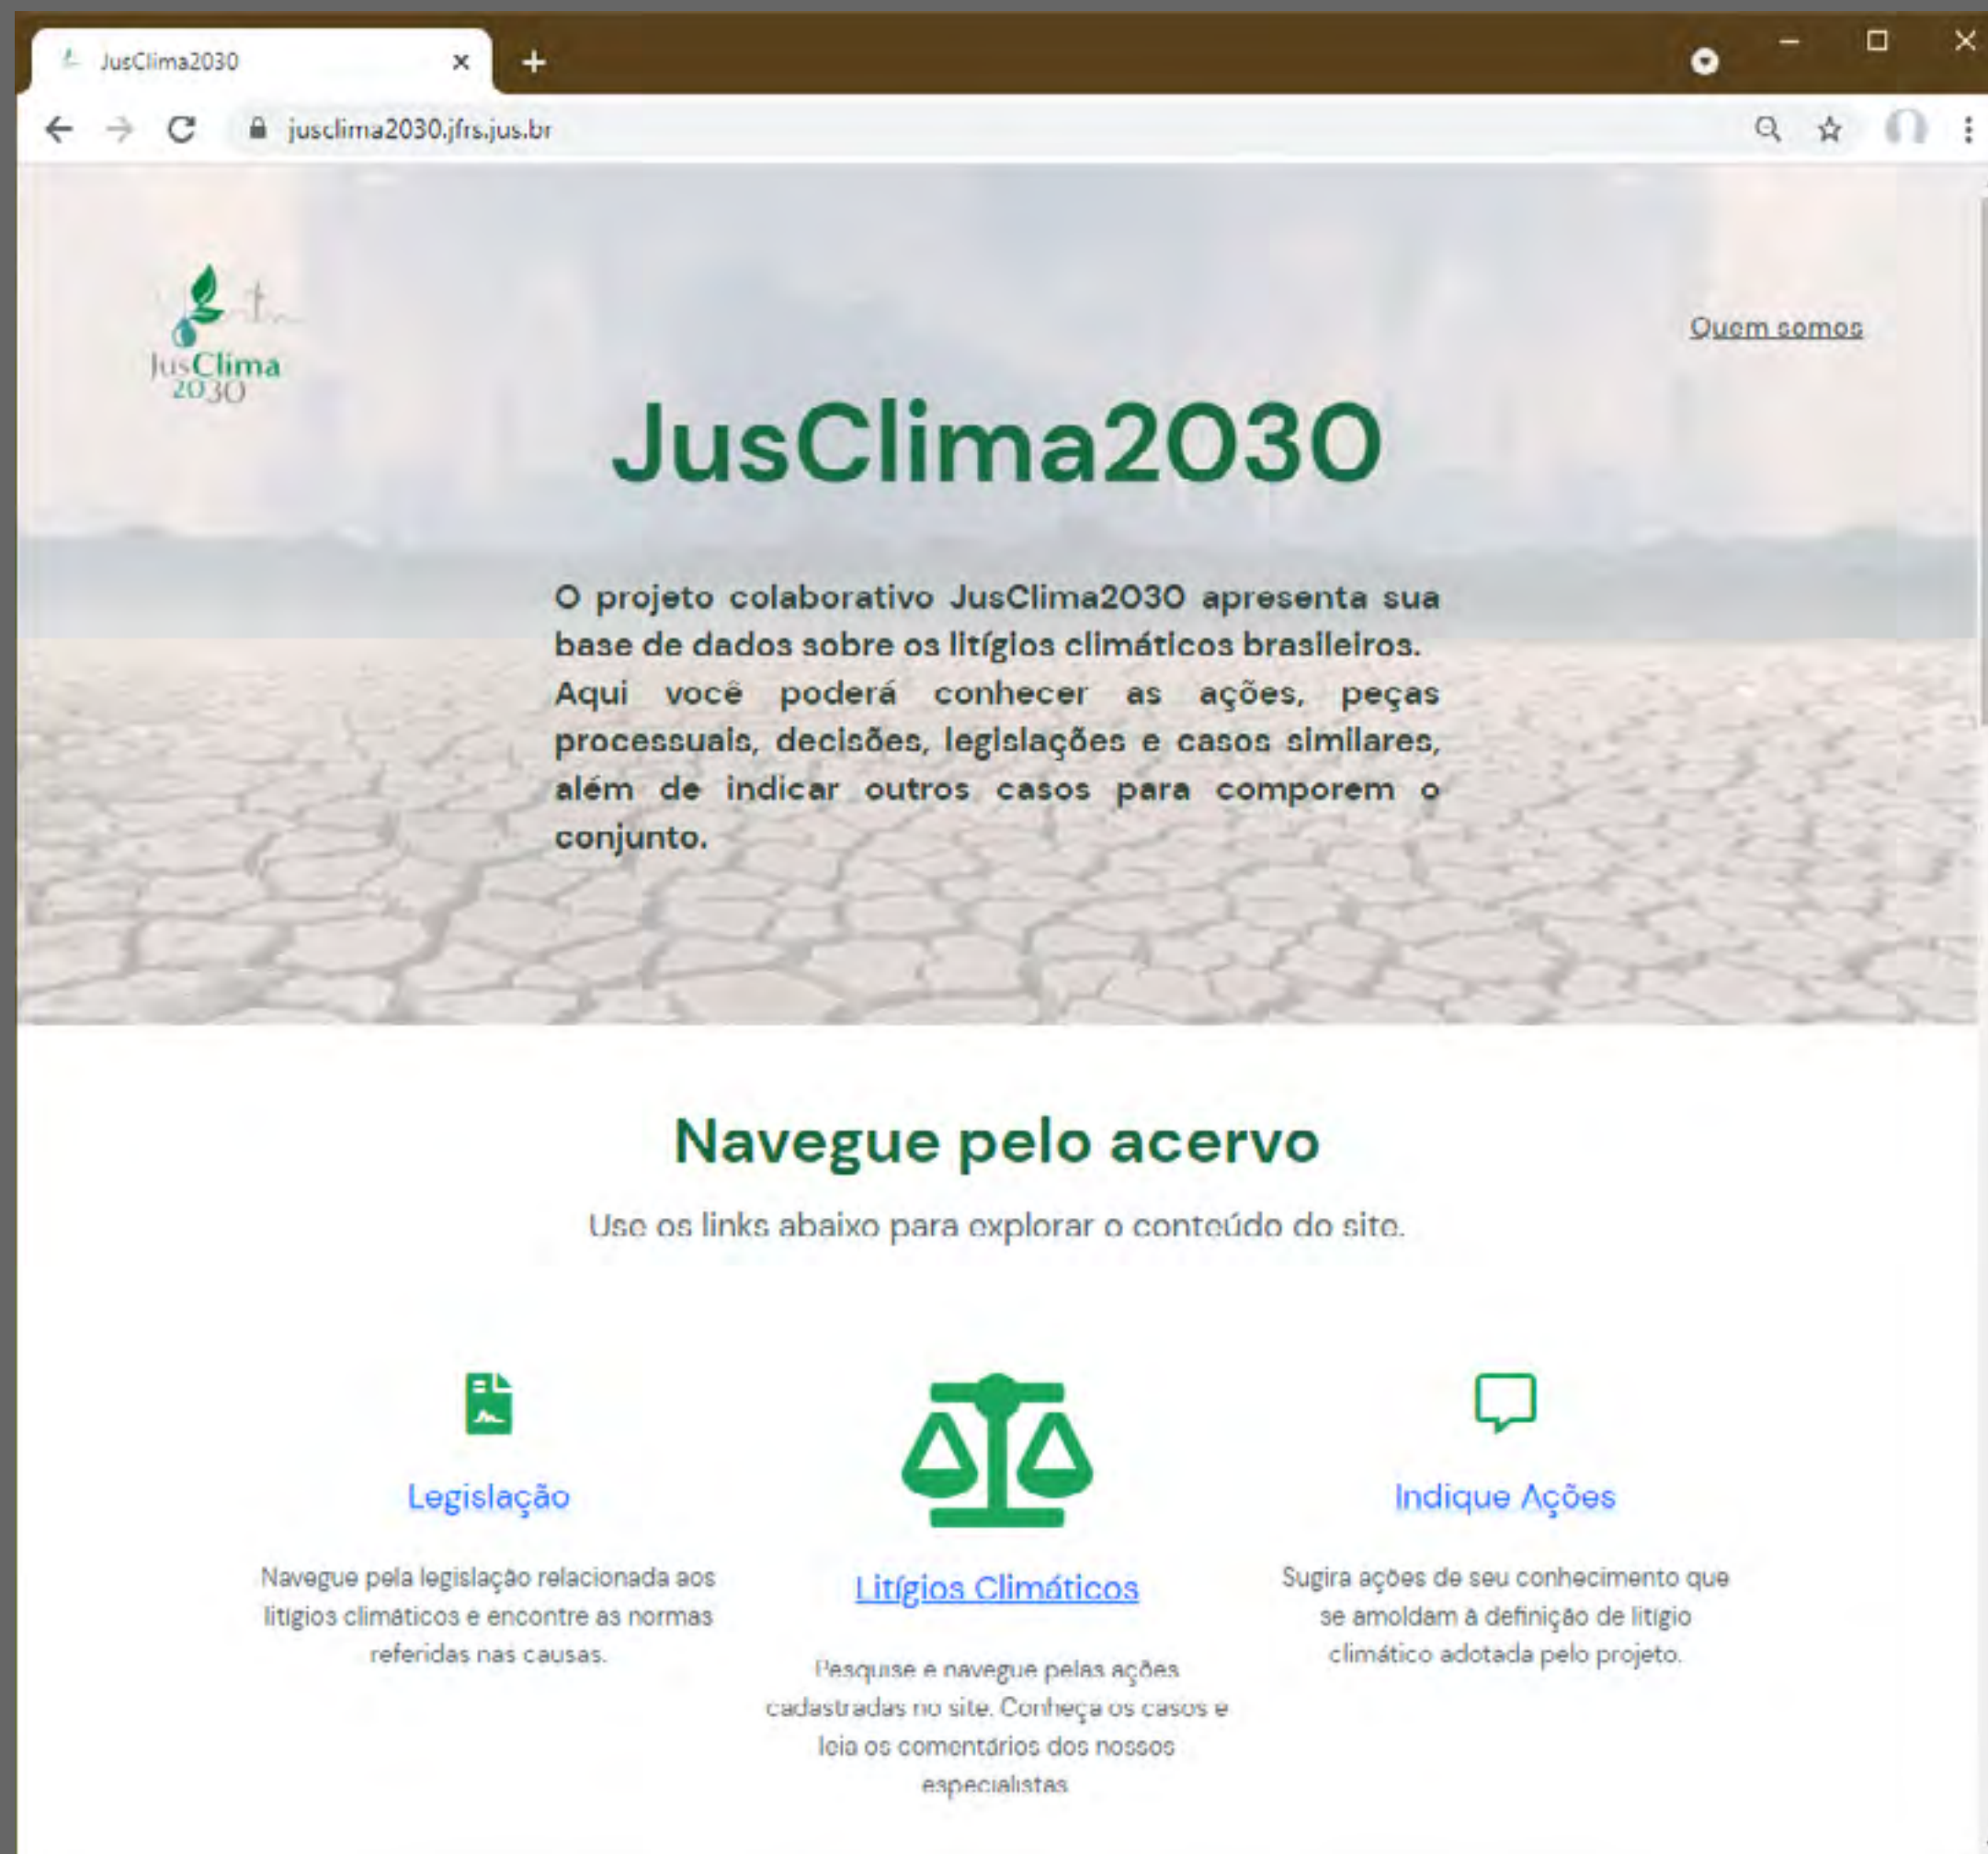 JusClima2030
jusclima2030.jfrs.jus.br
JusClima
2030
Quem somos
JusClima2030
O projeto colaborativo JusClima2030 apresenta sua
base de dados sobre os litígios climáticos brasileiros.
Aqui você poderá conhecer as ações, peças
processuais, decisões, legislações e casos similares,
além de indicar outros casos para comporem o
conjunto.
Navegue pelo acervo
Use os links abaixo para explorar o conteúdo do site.
Legislação
Navegue pela legislação relacionada aos
litígios climáticos e encontre as normas
referidas nas causas.
Litígios Climáticos
Pesquise e navegue pelas ações
cadastradas no site. Conheça os casos e
leia os comentários dos nossos
especialistas
Indique Ações
Sugira ações de seu conhecimento que
se amoldam à definição de litígio
climático adotada pelo projeto.